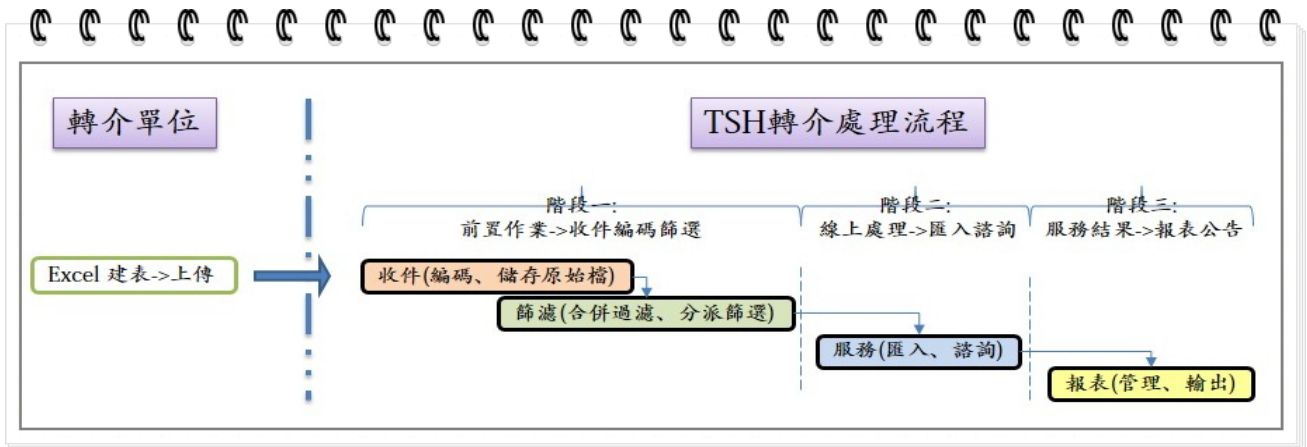 轉介單位
TSH轉介處理流程
階段一:
前置作業->收件編碼篩選
階段二:
線上處理->匯入諮詢
階段三:
服務結果->報表公告
Excel 建表->上傳
收件(編碼、儲存原始檔)
篩濾(合併過濾、分派篩選)
服務(匯入、諮詢)
報表(管理、輸出)